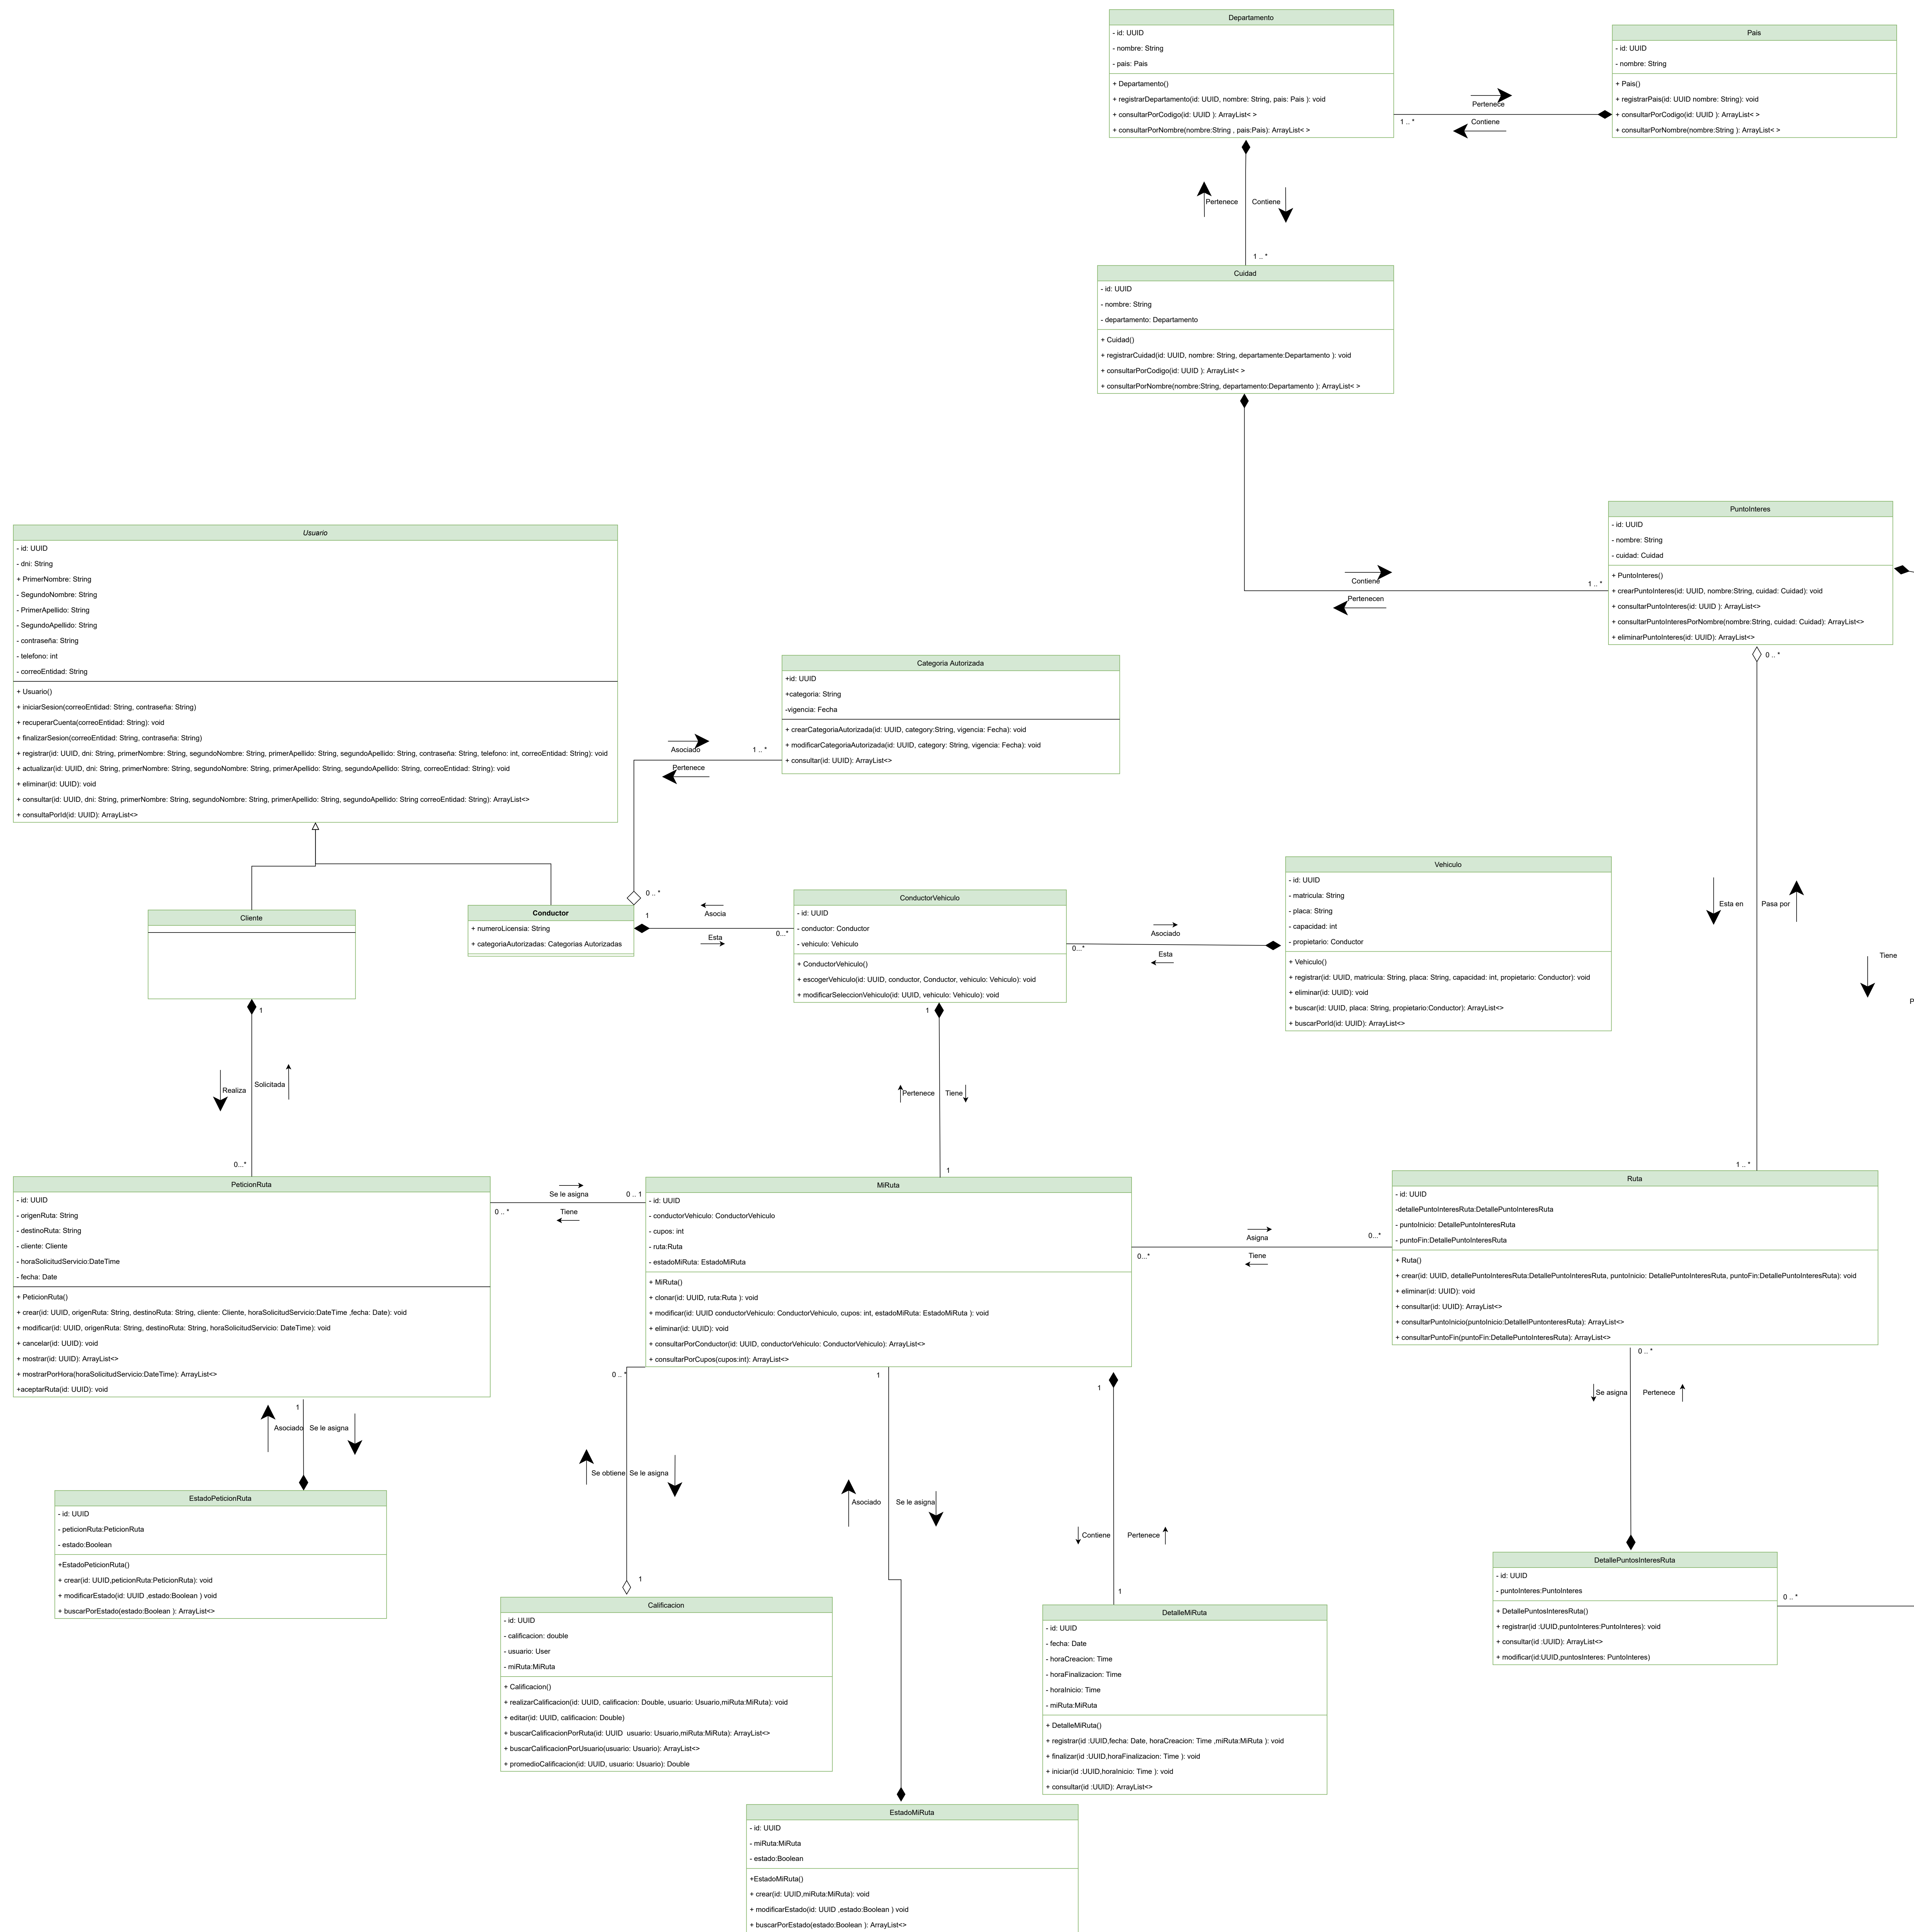 Departamento
- id: UUID
- nombre: String
- pais: Pais
+ Departamento()
+ registrarDepartamento(id: UUID, nombre: String, pais: Pais ): void
+ consultarPorCodigo(id: UUID ): ArrayList< >
+ consultarPorNombre(nombre:String , pais:Pais): ArrayList< >
Pais
- id: UUID
- nombre: String
+ Pais()
+ registrarPais(id: UUID nombre: String): void
+ consultarPorCodigo(id: UUID ): ArrayList< >
+ consultarPorNombre(nombre:String ): ArrayList< >
Pertenece
1 .. *
Contiene
Pertenece
Contiene
1 .. *
Cuidad
- id: UUID
- nombre: String
- departamento: Departamento
+ Cuidad()
+ registrarCuidad(id: UUID, nombre: String, departamente:Departamento ): void
+ consultarPorCodigo(id: UUID ): ArrayList< >
+ consultarPorNombre(nombre:String, departamento:Departamento ): ArrayList< >
Contiene
1 .. *
Pertenecen
PuntoInteres
- id: UUID
- nombre: String
- cuidad: Cuidad
+ PuntoInteres()
+ crearPuntoInteres(id: UUID, nombre:String, cuidad: Cuidad): void
+ consultarPuntoInteres(id: UUID ): ArrayList<>
+ consultarPuntoInteresPorNombre(nombre:String, cuidad: Cuidad): ArrayList<>
+ eliminarPuntoInteres(id: UUID): ArrayList<>
0 .. *
Usuario
- id: UUID
- dni: String
+ PrimerNombre: String
- SegundoNombre: String
- PrimerApellido: String
- SegundoApellido: String
- contraseña: String
- telefono: int
- correoEntidad: String
+ Usuario()
+ iniciarSesion(correoEntidad: String, contraseña: String)
+ recuperarCuenta(correoEntidad: String): void
+ finalizarSesion(correoEntidad: String, contraseña: String)
+ registrar(id: UUID, dni: String, primerNombre: String, segundoNombre: String, primerApellido: String, segundoApellido: String, contraseña: String, telefono: int, correoEntidad: String): void
+ actualizar(id: UUID, dni: String, primerNombre: String, segundoNombre: String, primerApellido: String, segundoApellido: String, correoEntidad: String): void
+ eliminar(id: UUID): void
+ consultar(id: UUID, dni: String, primerNombre: String, segundoNombre: String, primerApellido: String, segundoApellido: String correoEntidad: String): ArrayList<>
+ consultaPorId(id: UUID): ArrayList<>
Categoria Autorizada
+id: UUID
+categoria: String
-vigencia: Fecha
+ crearCategoriaAutorizada(id: UUID, category:String, vigencia: Fecha): void
+ modificarCategoriaAutorizada(id: UUID, category: String, vigencia: Fecha): void
+ consultar(id: UUID): ArrayList<>
Asociado
1 .. *
Pertenece
0 .. *
Cliente
Conductor
+ numeroLicensia: String
+ categoriaAutorizadas: Categorias Autorizadas
1
Asocia
Esta
0...*
ConductorVehiculo
- id: UUID
- conductor: Conductor
- vehiculo: Vehiculo
+ ConductorVehiculo()
+ escogerVehiculo(id: UUID, conductor, Conductor, vehiculo: Vehiculo): void
+ modificarSeleccionVehiculo(id: UUID, vehiculo: Vehiculo): void
Asociado
0...*
Esta
Vehiculo
- id: UUID
- matricula: String
- placa: String
- capacidad: int
- propietario: Conductor
+ Vehiculo()
+ registrar(id: UUID, matricula: String, placa: String, capacidad: int, propietario: Conductor): void
+ eliminar(id: UUID): void
+ buscar(id: UUID, placa: String, propietario:Conductor): ArrayList<>
+ buscarPorId(id: UUID): ArrayList<>
Esta en
Pasa por
1 .. *
Tiene
P
1
Realiza
Solicitada
0...*
1
Pertenece
Tiene
1
PeticionRuta
- id: UUID
- origenRuta: String
- destinoRuta: String
- cliente: Cliente
- horaSolicitudServicio:DateTime
- fecha: Date
+ PeticionRuta()
+ crear(id: UUID, origenRuta: String, destinoRuta: String, cliente: Cliente, horaSolicitudServicio:DateTime ,fecha: Date): void
+ modificar(id: UUID, origenRuta: String, destinoRuta: String, horaSolicitudServicio: DateTime): void
+ cancelar(id: UUID): void
+ mostrar(id: UUID): ArrayList<>
+ mostrarPorHora(horaSolicitudServicio:DateTime): ArrayList<>
+aceptarRuta(id: UUID): void
Se le asigna
0 .. 1
0 .. *
Tiene
MiRuta
- id: UUID
- conductorVehiculo: ConductorVehiculo
- cupos: int
- ruta:Ruta
- estadoMiRuta: EstadoMiRuta
+ MiRuta()
+ clonar(id: UUID, ruta:Ruta ): void
+ modificar(id: UUID conductorVehiculo: ConductorVehiculo, cupos: int, estadoMiRuta: EstadoMiRuta ): void
+ eliminar(id: UUID): void
+ consultarPorConductor(id: UUID, conductorVehiculo: ConductorVehiculo): ArrayList<>
+ consultarPorCupos(cupos:int): ArrayList<>
Asigna
0...*
0...*
Tiene
Ruta
- id: UUID
-detallePuntoInteresRuta:DetallePuntoInteresRuta
- puntoInicio: DetallePuntoInteresRuta
- puntoFin:DetallePuntoInteresRuta
+ Ruta()
+ crear(id: UUID, detallePuntoInteresRuta:DetallePuntoInteresRuta, puntoInicio: DetallePuntoInteresRuta, puntoFin:DetallePuntoInteresRuta): void
+ eliminar(id: UUID): void
+ consultar(id: UUID): ArrayList<>
+ consultarPuntoInicio(puntoInicio:DetallelPuntonteresRuta): ArrayList<>
+ consultarPuntoFin(puntoFin:DetallePuntoInteresRuta): ArrayList<>
0 .. *
Se asigna
Pertenece
1
Asociado
Se le asigna
EstadoPeticionRuta
- id: UUID
- peticionRuta:PeticionRuta
- estado:Boolean
+EstadoPeticionRuta()
+ crear(id: UUID,peticionRuta:PeticionRuta): void
+ modificarEstado(id: UUID ,estado:Boolean ) void
+ buscarPorEstado(estado:Boolean ): ArrayList<>
0 .. *
Se obtiene
Se le asigna
1
Calificacion
- id: UUID
- calificacion: double
- usuario: User
- miRuta:MiRuta
+ Calificacion()
+ realizarCalificacion(id: UUID, calificacion: Double, usuario: Usuario,miRuta:MiRuta): void
+ editar(id: UUID, calificacion: Double)
+ buscarCalificacionPorRuta(id: UUID  usuario: Usuario,miRuta:MiRuta): ArrayList<>
+ buscarCalificacionPorUsuario(usuario: Usuario): ArrayList<>
+ promedioCalificacion(id: UUID, usuario: Usuario): Double
1
Asociado
Se le asigna
1
Contiene
Pertenece
1
DetalleMiRuta
- id: UUID
- fecha: Date
- horaCreacion: Time
- horaFinalizacion: Time
- horaInicio: Time
- miRuta:MiRuta
+ DetalleMiRuta()
+ registrar(id :UUID,fecha: Date, horaCreacion: Time ,miRuta:MiRuta ): void
+ finalizar(id :UUID,horaFinalizacion: Time ): void
+ iniciar(id :UUID,horaInicio: Time ): void
+ consultar(id :UUID): ArrayList<>
DetallePuntosInteresRuta
- id: UUID
- puntoInteres:PuntoInteres
+ DetallePuntosInteresRuta()
+ registrar(id :UUID,puntoInteres:PuntoInteres): void
+ consultar(id :UUID): ArrayList<>
+ modificar(id:UUID,puntosInteres: PuntoInteres)
0 .. *
EstadoMiRuta
- id: UUID
- miRuta:MiRuta
- estado:Boolean
+EstadoMiRuta()
+ crear(id: UUID,miRuta:MiRuta): void
+ modificarEstado(id: UUID ,estado:Boolean ) void
+ buscarPorEstado(estado:Boolean ): ArrayList<>